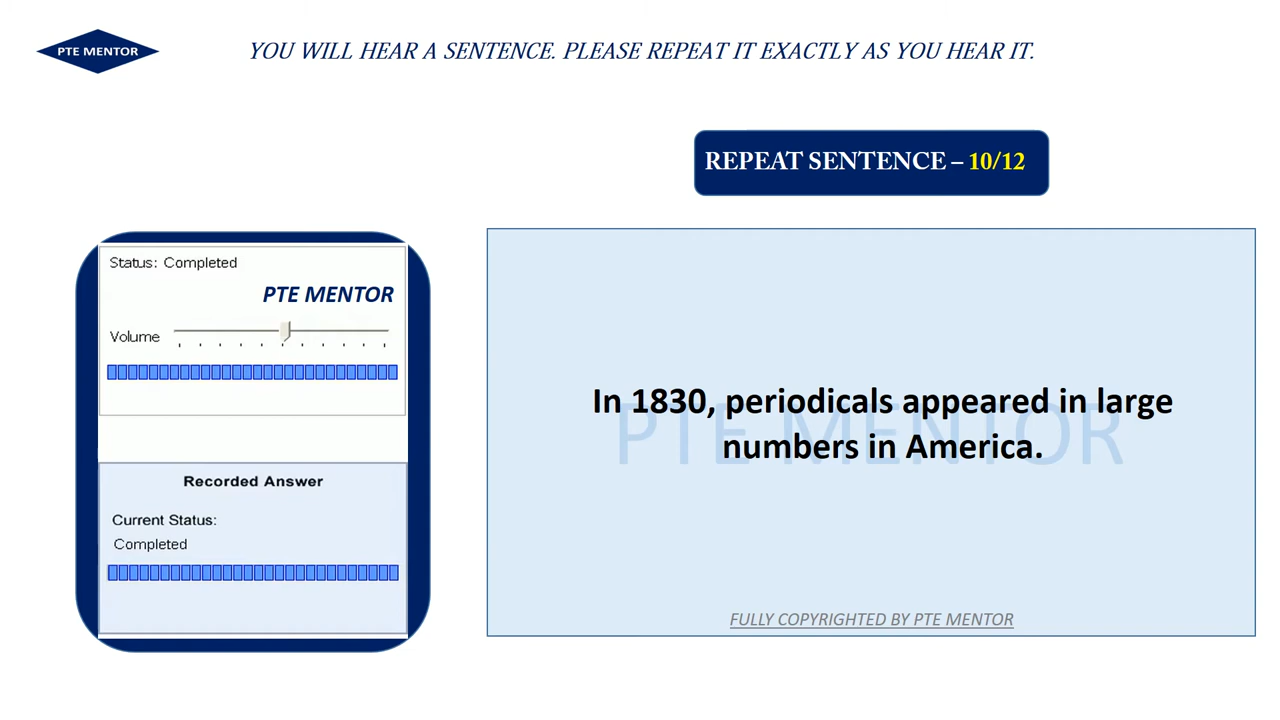 PTE MENTOR
YOU WILL HEAR A SENTENCE. PLEASE REPEAT IT EXACTLY AS YOU HEAR IT.
REPEAT SENTENCE – 10/12
Status: Completed
PTE MENTOR
Volume
Recorded Answer
Current Status:
Completed
PTE MENTOR
In 1830, periodicals appeared in large
numbers in America.
FULLY COPYRIGHTED BY PTE MENTOR